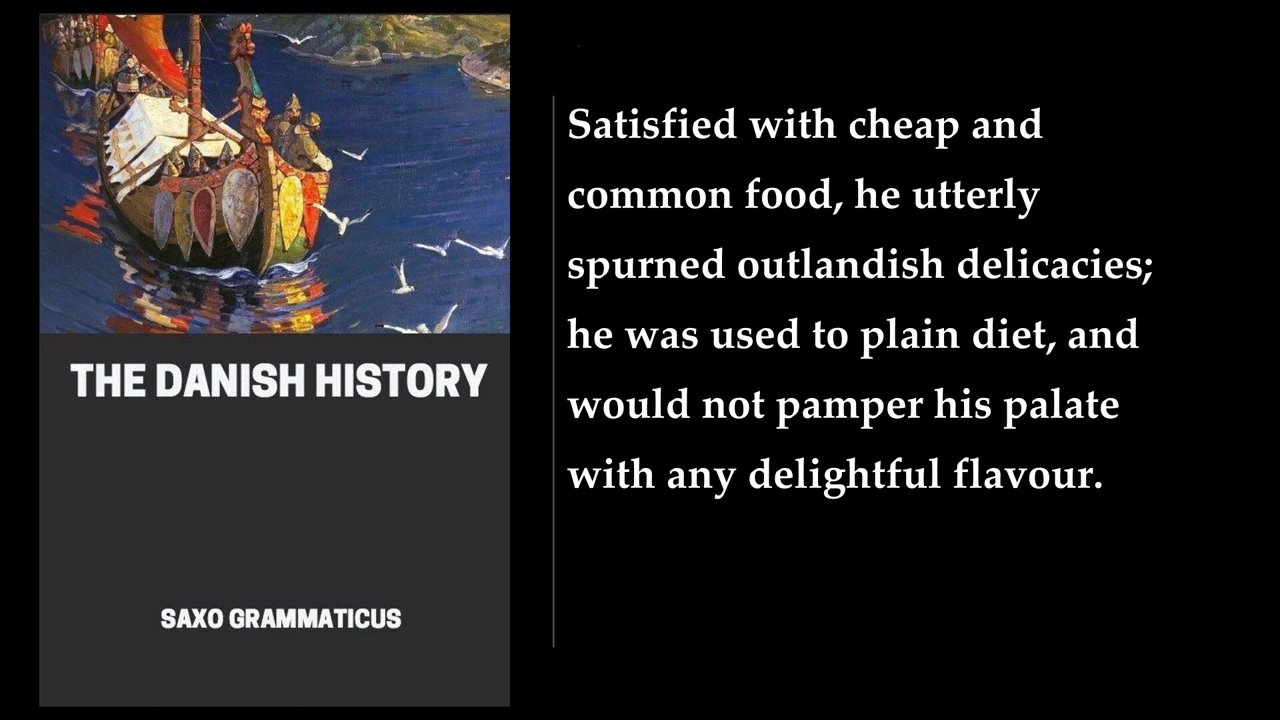 THE DANISH HISTORY
SAXO GRAMMATICUS
Satisfied with cheap and
common food, he utterly
spurned outlandish delicacies;
he was used to plain diet, and
would not pamper his palate
with any delightful flavour.